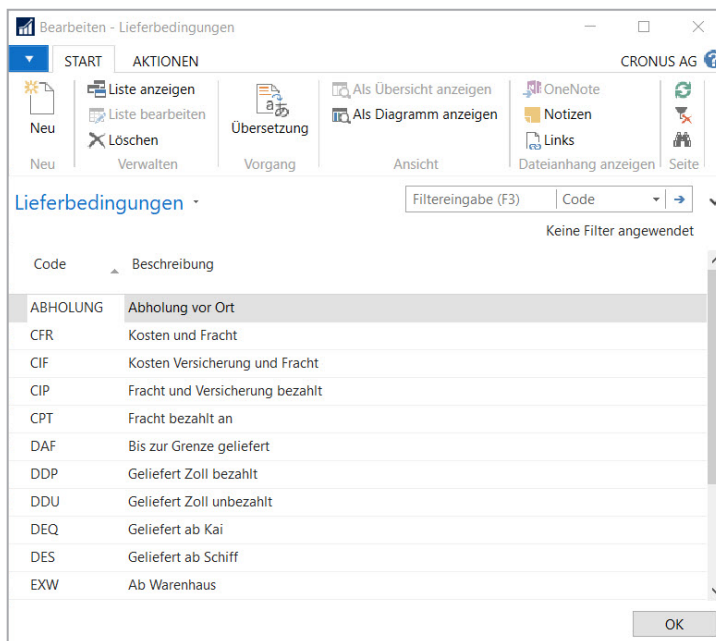 Bearbeiten - Lieferbedingungen
START AKTIONEN CRONUS AG ?
Neu
Liste anzeigen
Liste bearbeiten
Löschen
Übersetzung
Als Übersicht anzeigen
Als Diagramm anzeigen
OneNote
Notizen
Links
Neu Verwalten Vorgang Ansicht Dateianhang anzeigen Seite
Lieferbedingungen
Filtereingabe (F3) Code
Keine Filter angewendet
Code Beschreibung
ABHOLUNG Abholung vor Ort
CFR Kosten und Fracht
CIF Kosten Versicherung und Fracht
CIP Fracht und Versicherung bezahlt
CPT Fracht bezahlt an
DAF Bis zur Grenze geliefert
DDP Geliefert Zoll bezahlt
DDU Geliefert Zoll unbezahlt
DEQ Geliefert ab Kai
DES Geliefert ab Schiff
EXW Ab Warenhaus
OK